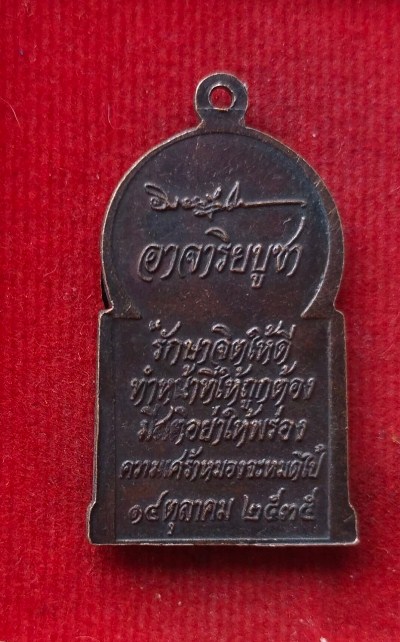 อาจาริยบูชา
รักษาจิตให้ดี
ทำหน้าที่ให้ถูกต้อง
มีสติอย่าให้พร่อง
ความเศร้าหมองจะหมดไป
๑๔ ตุลาคม ๒๕๓๕